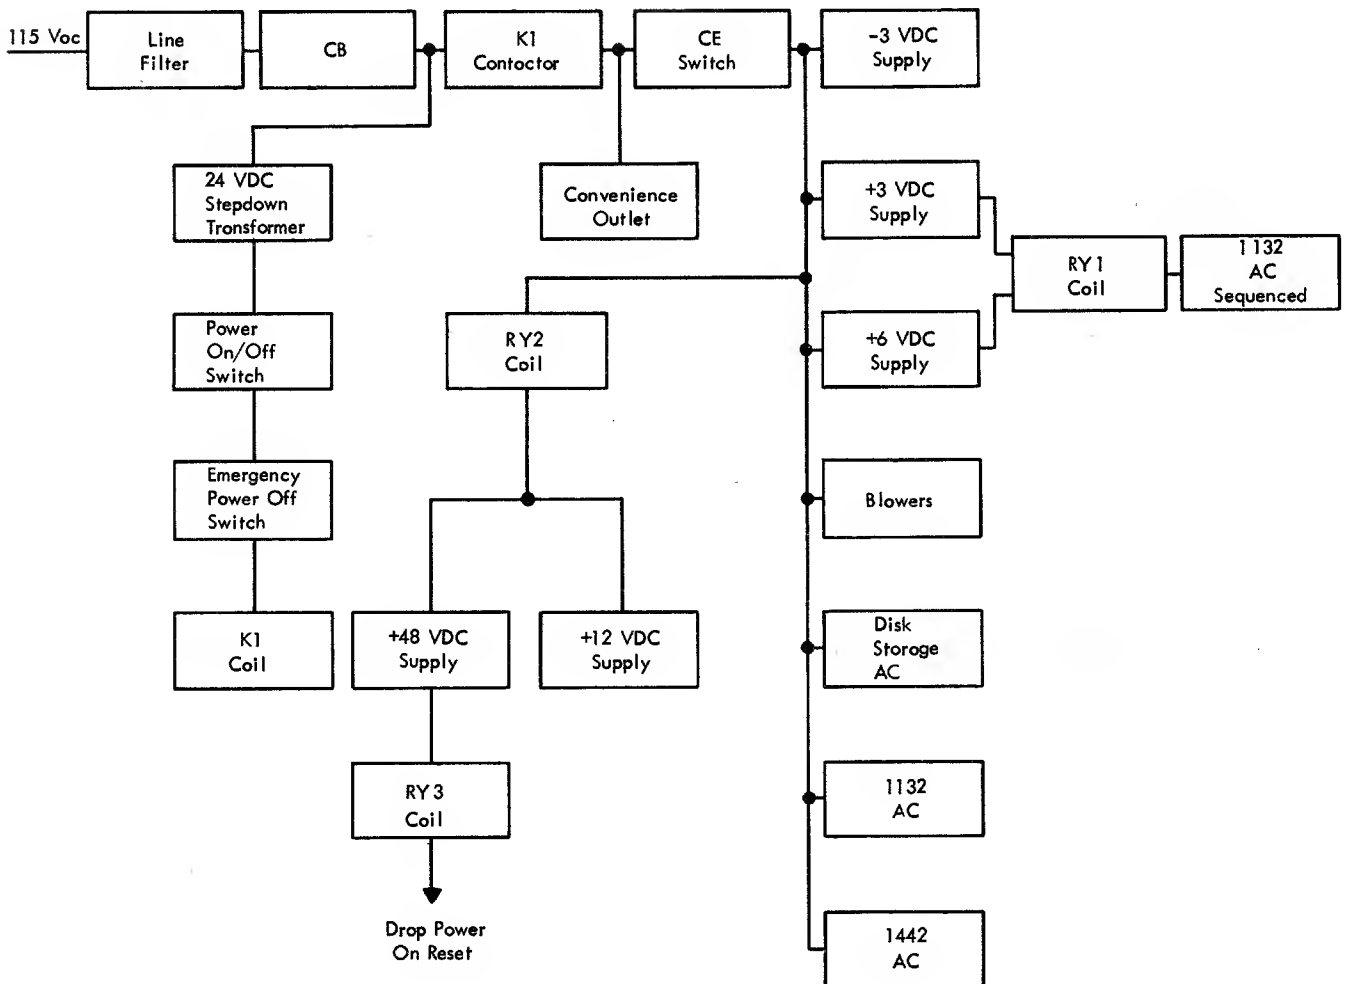 115 Vac
Line
Filter
CB
K1
Contactor
CE
Switch
-3 VDC
Supply
24 VDC
Stepdown
Transformer
Convenience
Outlet
+3 VDC
Supply
RY1
Coil
1132
AC
Sequenced
Power
On/Off
Switch
RY2
Coil
+6 VDC
Supply
Emergency
Power Off
Switch
Blowers
K1
Coil
+48 VDC
Supply
+12 VDC
Supply
Disk
Storage
AC
RY3
Coil
1132
AC
Drop Power
On Reset
1442
AC